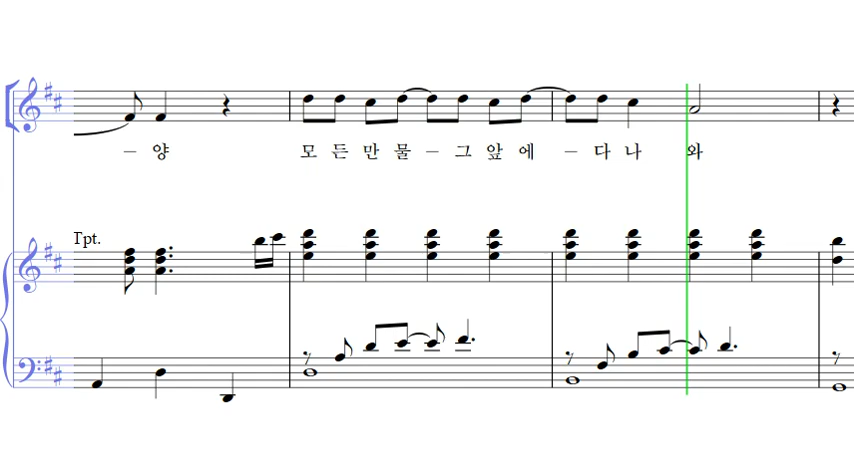 – 양 모 든 만 물 – 그 앞 에 – 다 나 와
Tpt.